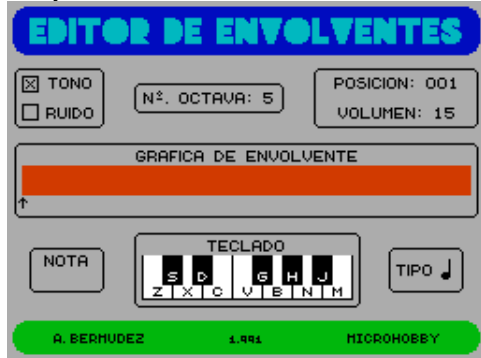 EDITOR DE ENVOLVENTES
TONO
RUIDO
Nº. OCTAVA: 5
POSICION: 001
VOLUMEN: 15
GRAFICA DE ENVOLVENTE
NOTA
TECLADO
S D G H J
Z X C V B N M
TIPO
A. BERMUDEZ 1.991 MICROHOBBY